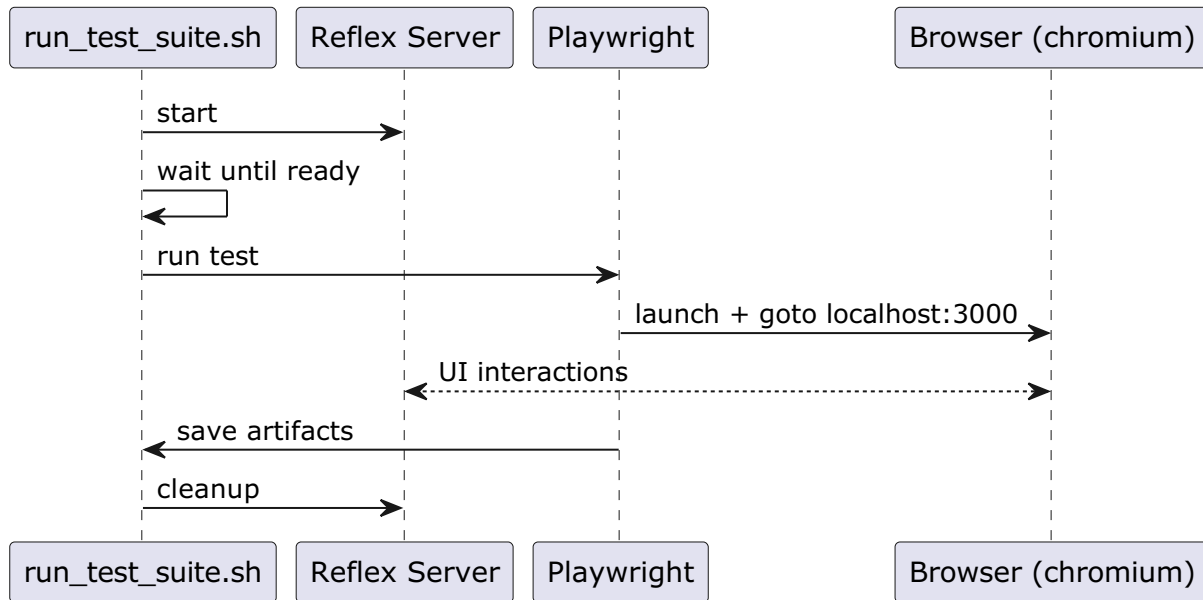 run_test_suite.sh Reflex Server Playwright Browser (chromium)
start
wait until ready
run test
launch + goto localhost:3000
UI interactions
save artifacts
cleanup
run_test_suite.sh Reflex Server Playwright Browser (chromium)